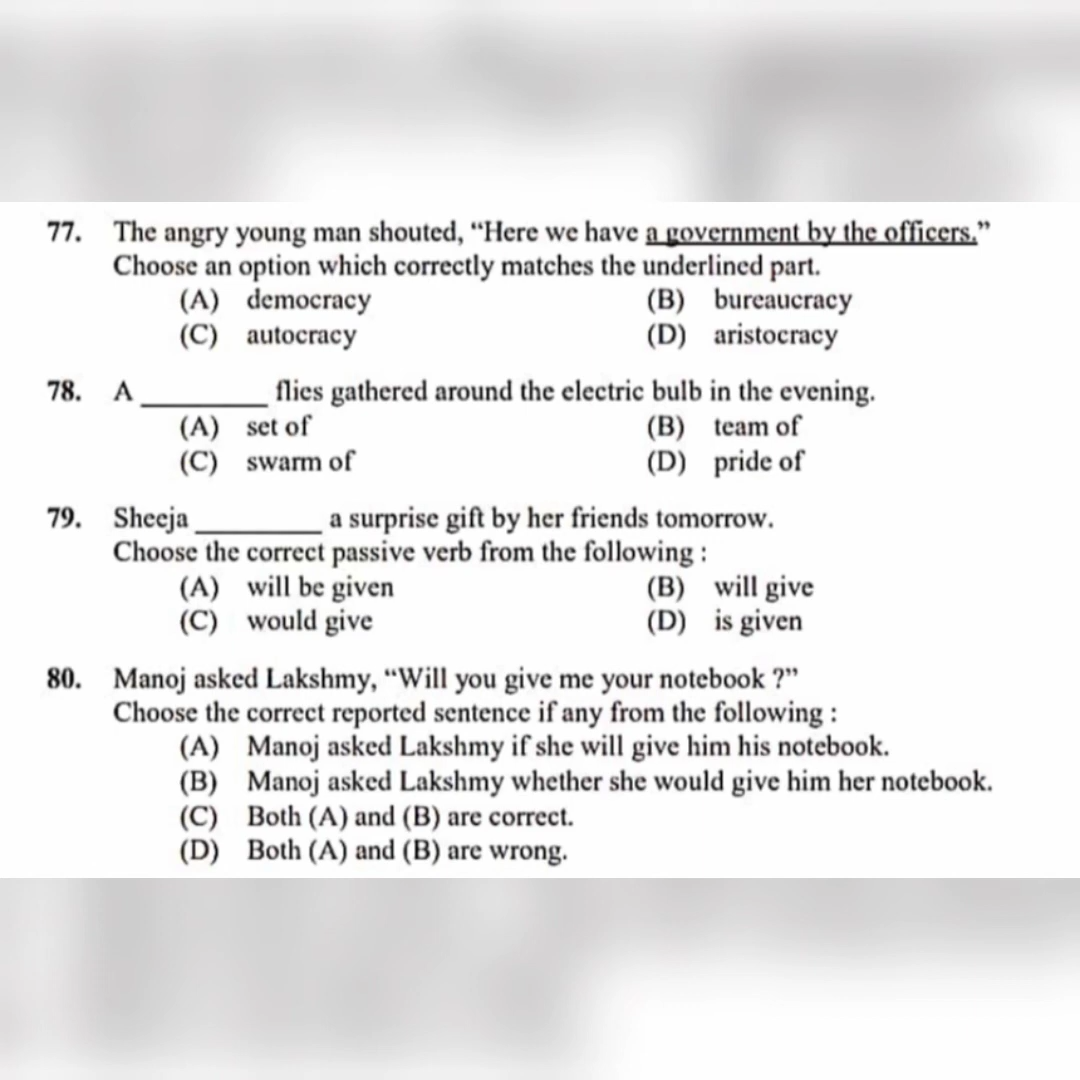 77. The angry young man shouted, “Here we have a government by the officers.”
Choose an option which correctly matches the underlined part.
(A) democracy (B) bureaucracy
(C) autocracy (D) aristocracy
78. A ________ flies gathered around the electric bulb in the evening.
(A) set of (B) team of
(C) swarm of (D) pride of
79. Sheeja ________ a surprise gift by her friends tomorrow.
Choose the correct passive verb from the following :
(A) will be given (B) will give
(C) would give (D) is given
80. Manoj asked Lakshmy, “Will you give me your notebook ?”
Choose the correct reported sentence if any from the following :
(A) Manoj asked Lakshmy if she will give him his notebook.
(B) Manoj asked Lakshmy whether she would give him her notebook.
(C) Both (A) and (B) are correct.
(D) Both (A) and (B) are wrong.